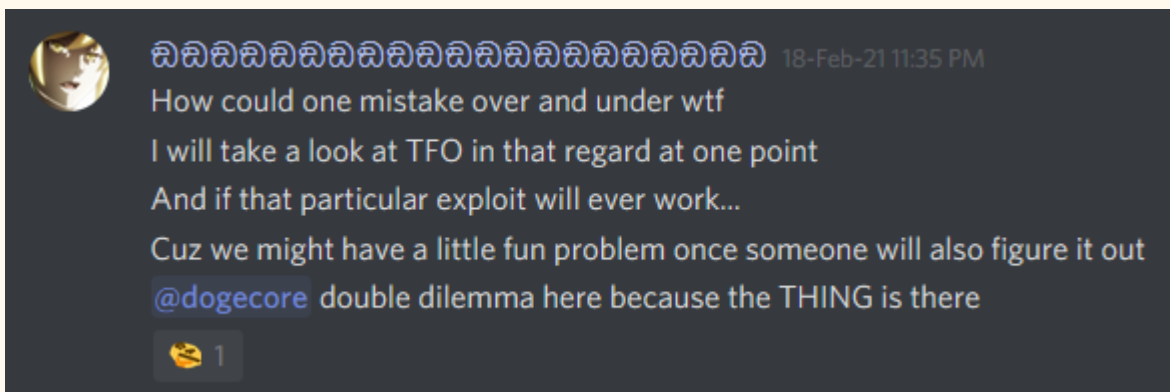 ඞඞඞඞඞඞඞඞඞඞඞඞඞඞඞඞඞඞඞඞඞ 18-Feb-21 11:35 PM
How could one mistake over and under wtf
I will take a look at TFO in that regard at one point
And if that particular exploit will ever work...
Cuz we might have a little fun problem once someone will also figure it out
@dogecore double dilemma here because the THING is there
1